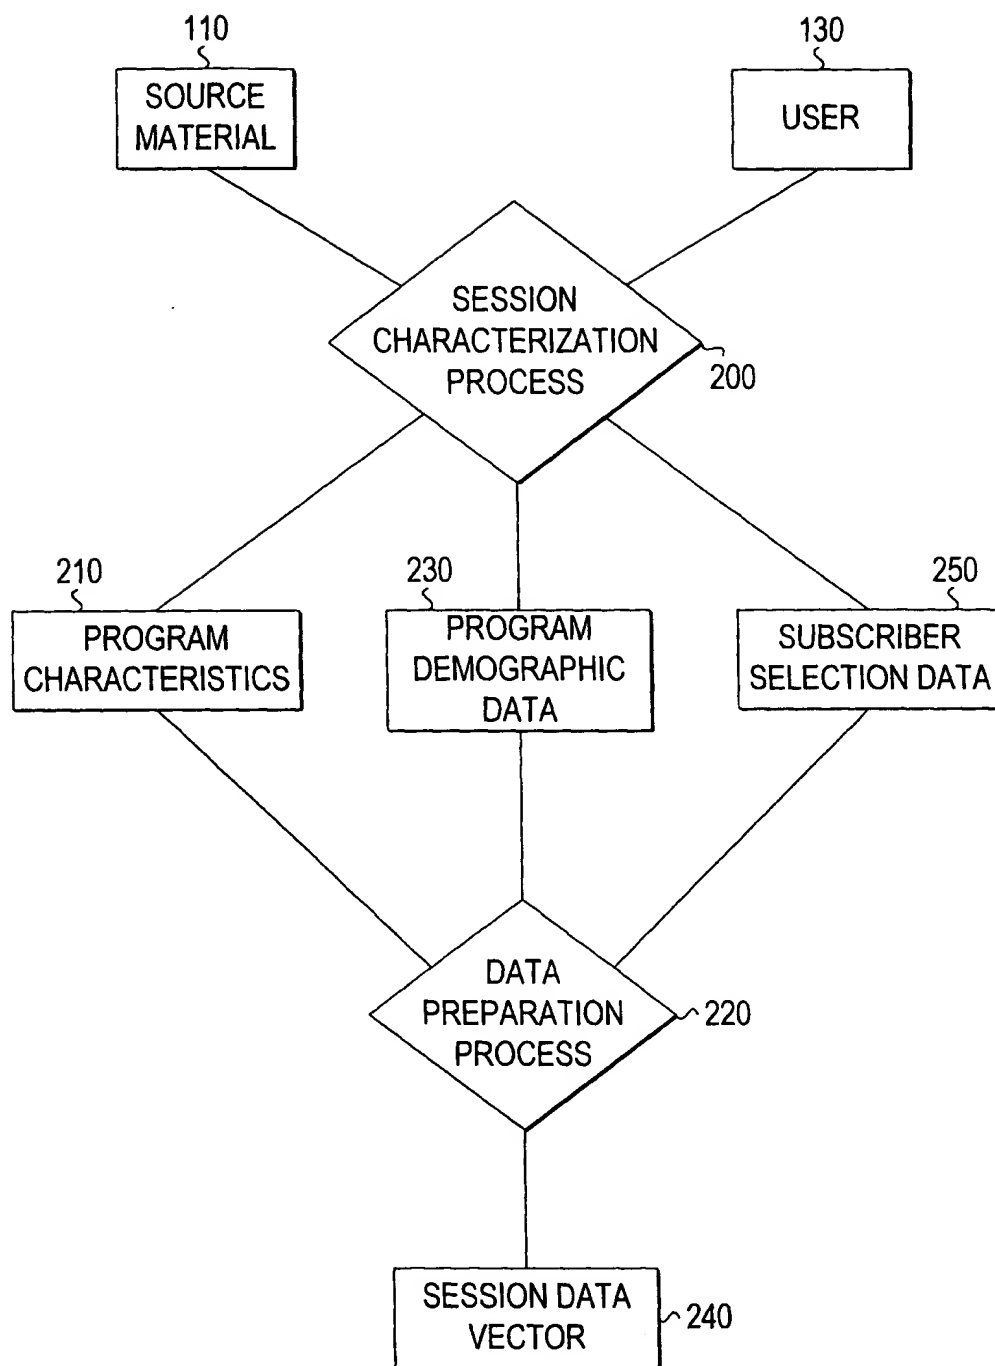 110
130
SOURCE
MATERIAL
USER
SESSION
CHARACTERIZATION
PROCESS
200
210
230
250
PROGRAM
CHARACTERISTICS
PROGRAM
DEMOGRAPHIC
DATA
SUBSCRIBER
SELECTION DATA
DATA
PREPARATION
PROCESS
220
SESSION DATA
VECTOR
240